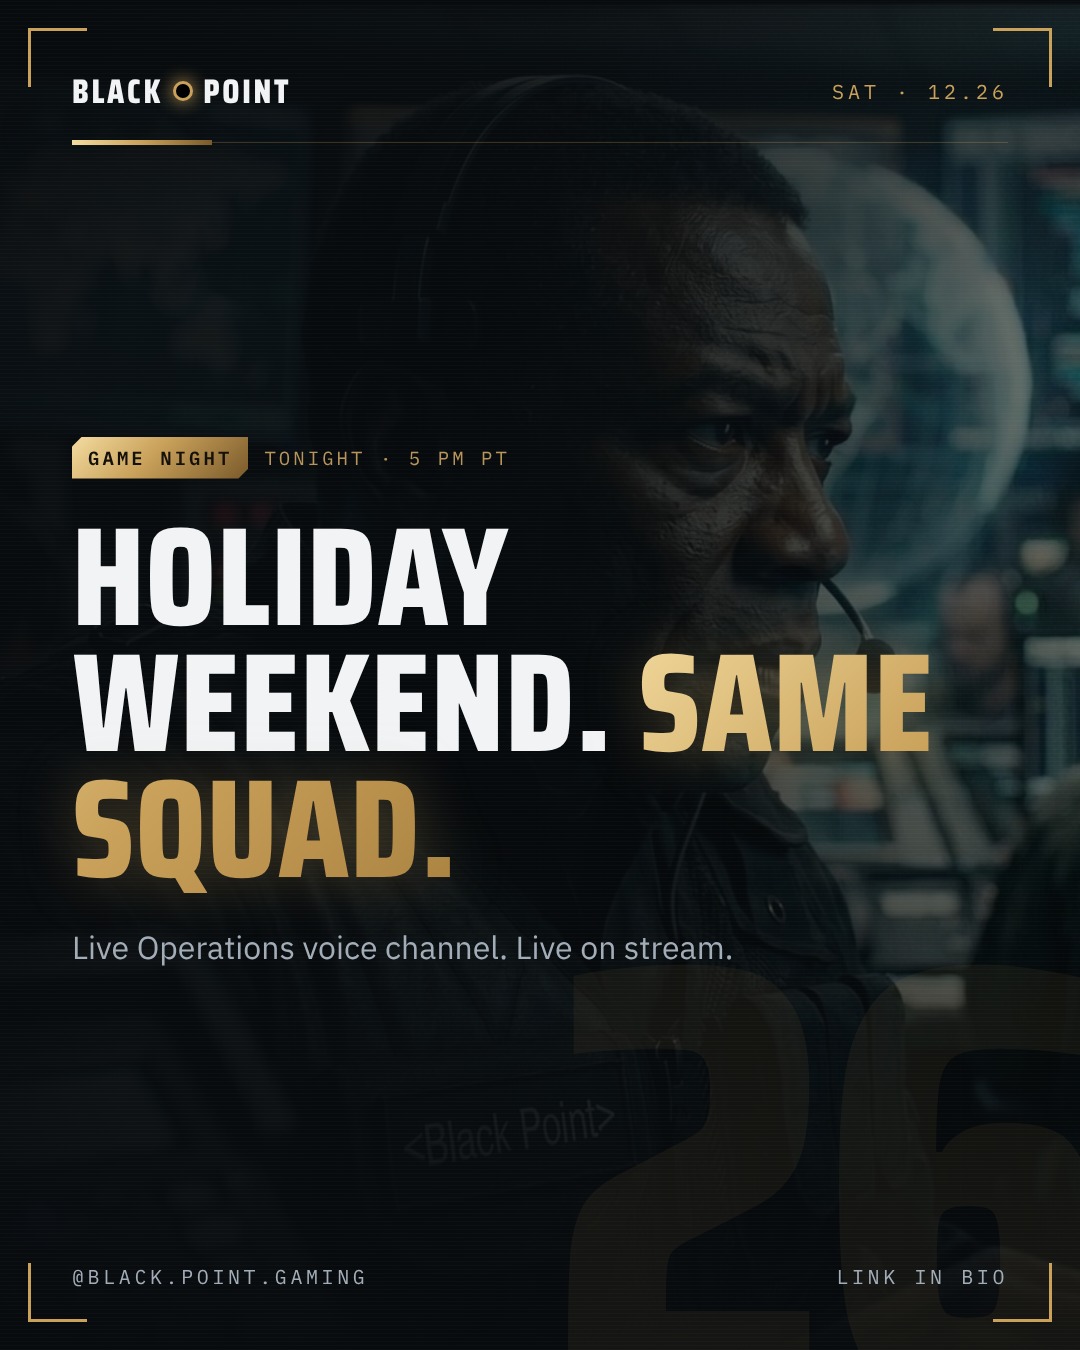 BLACK POINT
SAT · 12.26
GAME NIGHT
TONIGHT · 5 PM PT
HOLIDAY
WEEKEND. SAME
SQUAD.
Live Operations voice channel. Live on stream.
26
<Black Point>
@BLACK.POINT.GAMING
LINK IN BIO